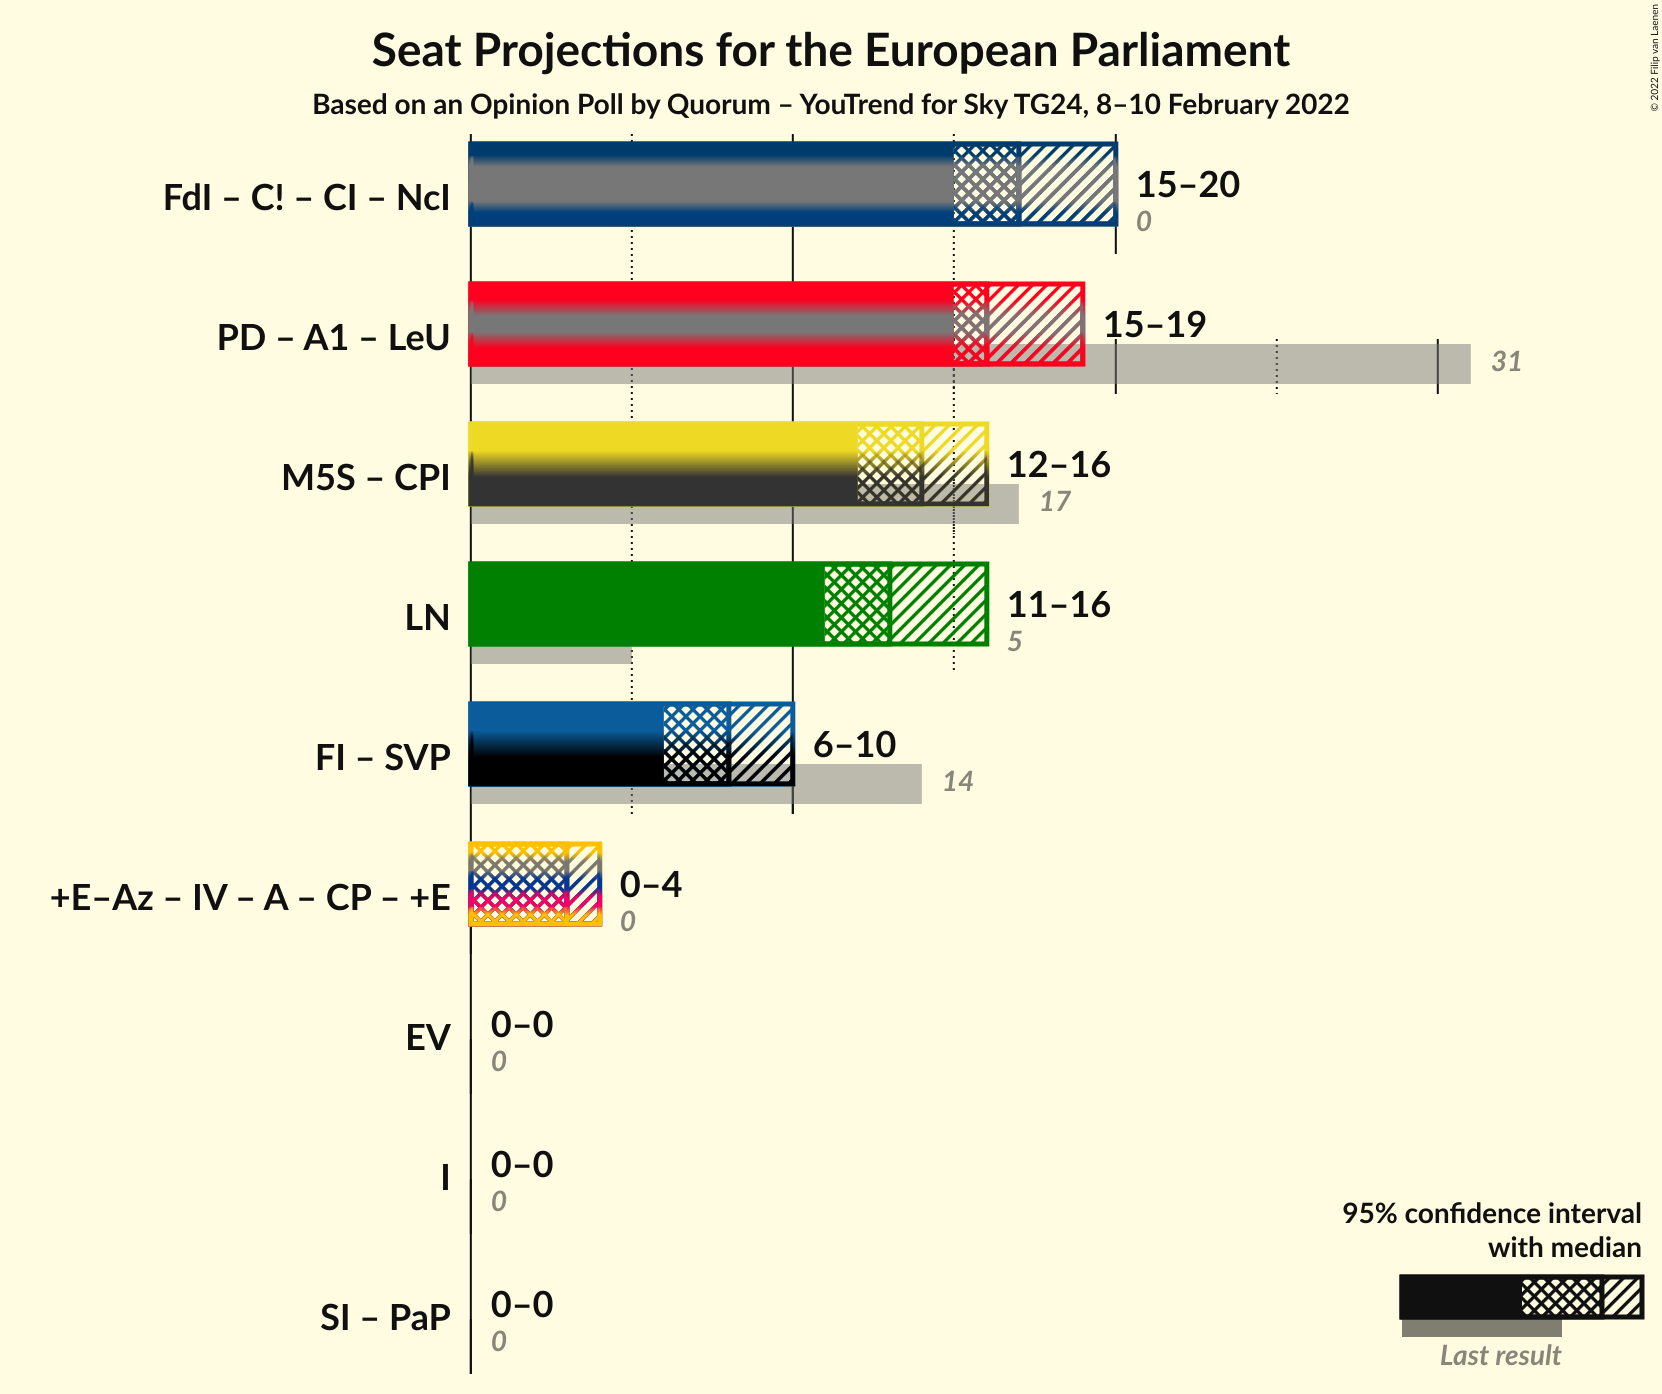 Seat Projections for the European Parliament
Based on an Opinion Poll by Quorum – YouTrend for Sky TG24, 8–10 February 2022
© 2022 Filip van Laenen
FdI – C! – CI – NcI
15–20
0
PD – A1 – LeU
15–19
31
M5S – CPI
12–16
17
LN
11–16
5
FI – SVP
6–10
14
+E–Az – IV – A – CP – +E
0–4
0
EV
0–0
0
I
0–0
0
SI – PaP
0–0
0
95% confidence interval
with median
Last result